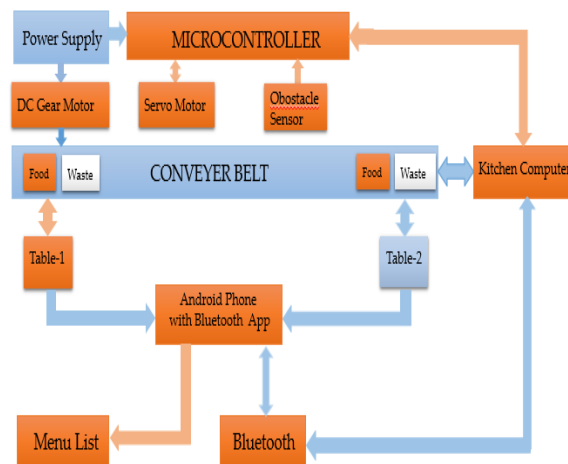 Power Supply
MICROCONTROLLER
DC Gear Motor
Servo Motor
Obostacle
Sensor
Food
Waste
CONVEYER BELT
Food
Waste
Kitchen Computer
Table-1
Table-2
Android Phone
with Bluetooth App
Menu List
Bluetooth